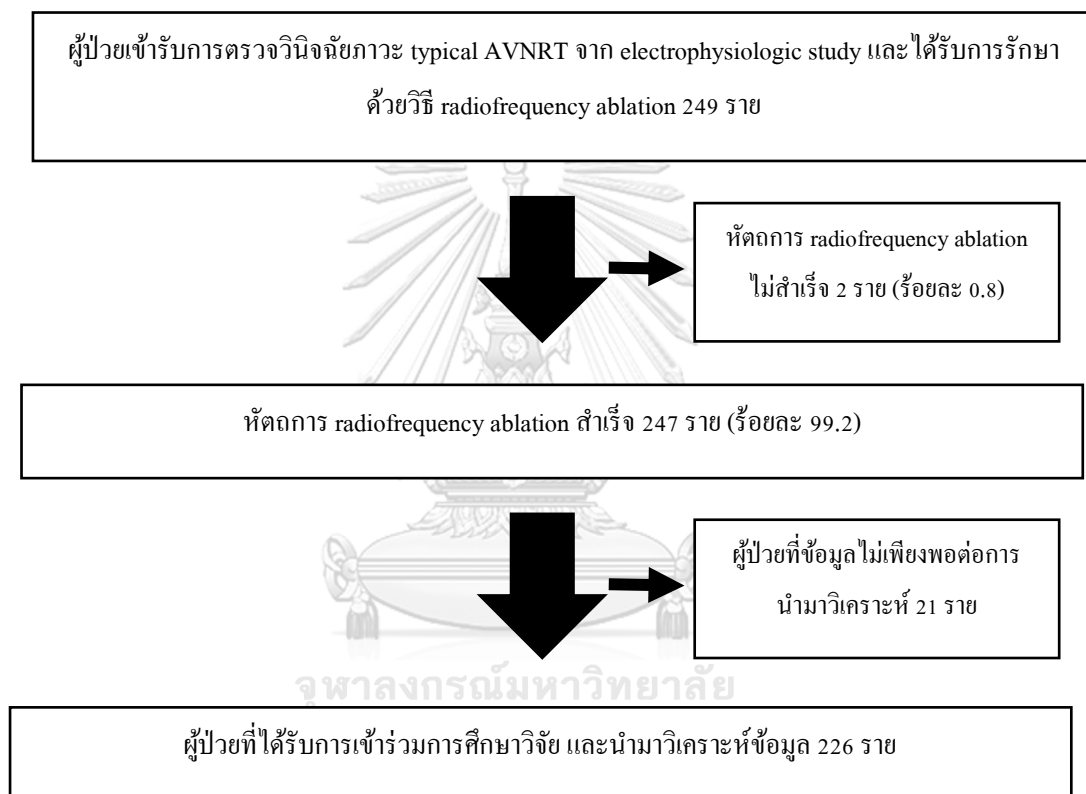 ผู้ป่วยเข้ารับการตรวจวินิจฉัยภาวะ typical AVNRT จาก electrophysiologic study และได้รับการรักษา
ด้วยวิธี radiofrequency ablation 249 ราย
หัตถการ radiofrequency ablation
ไม่สำเร็จ 2 ราย (ร้อยละ 0.8)
หัตถการ radiofrequency ablation สำเร็จ 247 ราย (ร้อยละ 99.2)
ผู้ป่วยที่ข้อมูลไม่เพียงพอต่อการ
นำมาวิเคราะห์ 21 ราย
จุฬาลงกรณ์มหาวิทยาลัย
ผู้ป่วยที่ได้รับการเข้าร่วมการศึกษาวิจัย และนำมาวิเคราะห์ข้อมูล 226 ราย